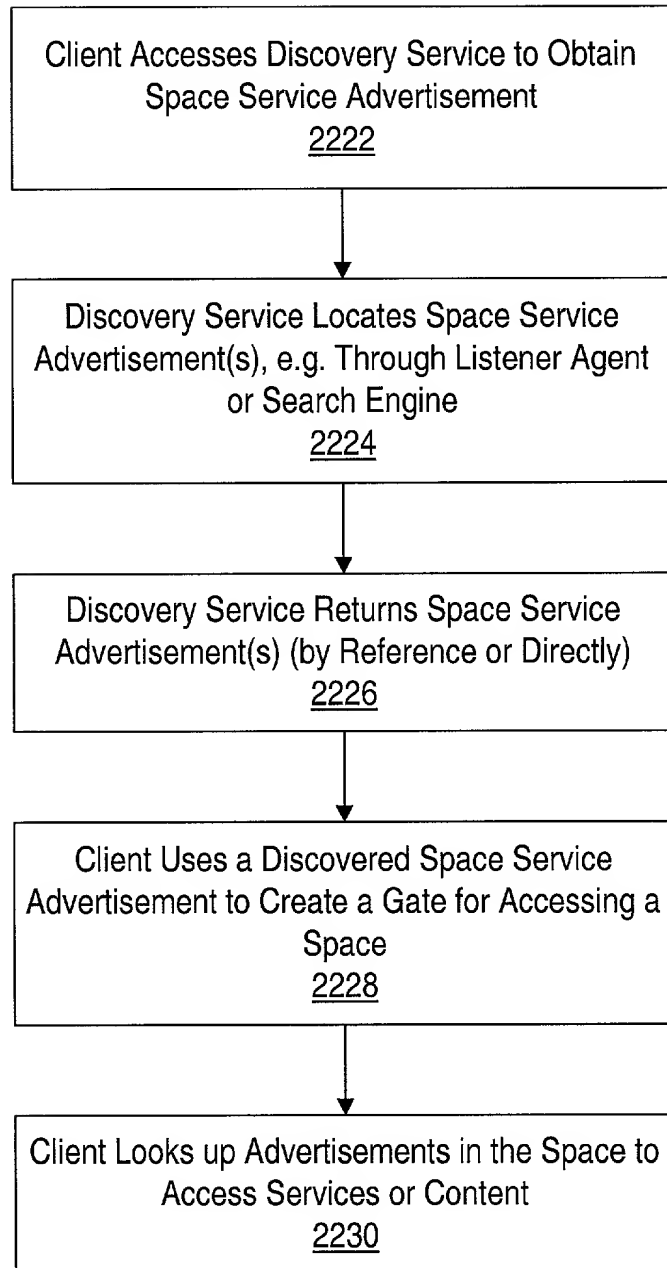 Client Accesses Discovery Service to Obtain
Space Service Advertisement
2222
Discovery Service Locates Space Service
Advertisement(s), e.g. Through Listener Agent
or Search Engine
2224
Discovery Service Returns Space Service
Advertisement(s) (by Reference or Directly)
2226
Client Uses a Discovered Space Service
Advertisement to Create a Gate for Accessing a
Space
2228
Client Looks up Advertisements in the Space to
Access Services or Content
2230